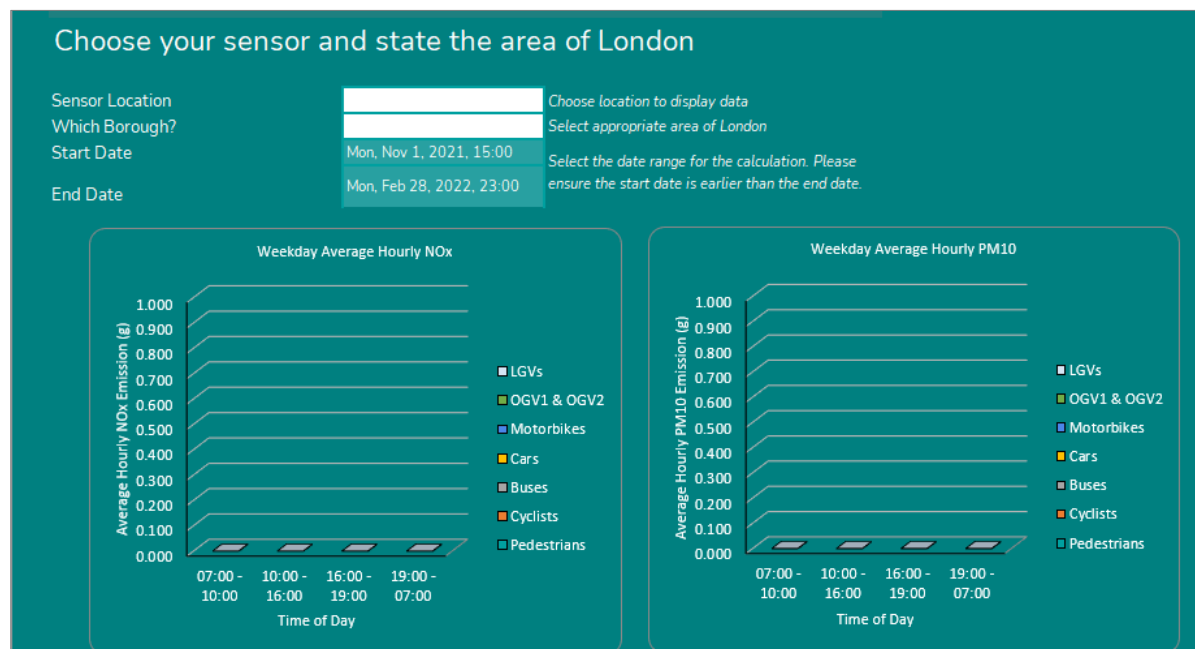 Choose your sensor and state the area of London
Sensor Location
Choose location to display data
Which Borough?
Select appropriate area of London
Start Date
Mon, Nov 1, 2021, 15:00
Select the date range for the calculation. Please
ensure the start date is earlier than the end date.
End Date
Mon, Feb 28, 2022, 23:00
Weekday Average Hourly NOx
Average Hourly NOx Emission (g)
1.000
0.900
0.800
0.700
0.600
0.500
0.400
0.300
0.200
0.100
0.000
07:00 -
10:00
10:00 -
16:00
16:00 -
19:00
19:00 -
07:00
Time of Day
LGVs
OGV1 & OGV2
Motorbikes
Cars
Buses
Cyclists
Pedestrians
Weekday Average Hourly PM10
Average Hourly PM10 Emission (g)
1.000
0.900
0.800
0.700
0.600
0.500
0.400
0.300
0.200
0.100
0.000
07:00 -
10:00
10:00 -
16:00
16:00 -
19:00
19:00 -
07:00
Time of Day
LGVs
OGV1 & OGV2
Motorbikes
Cars
Buses
Cyclists
Pedestrians